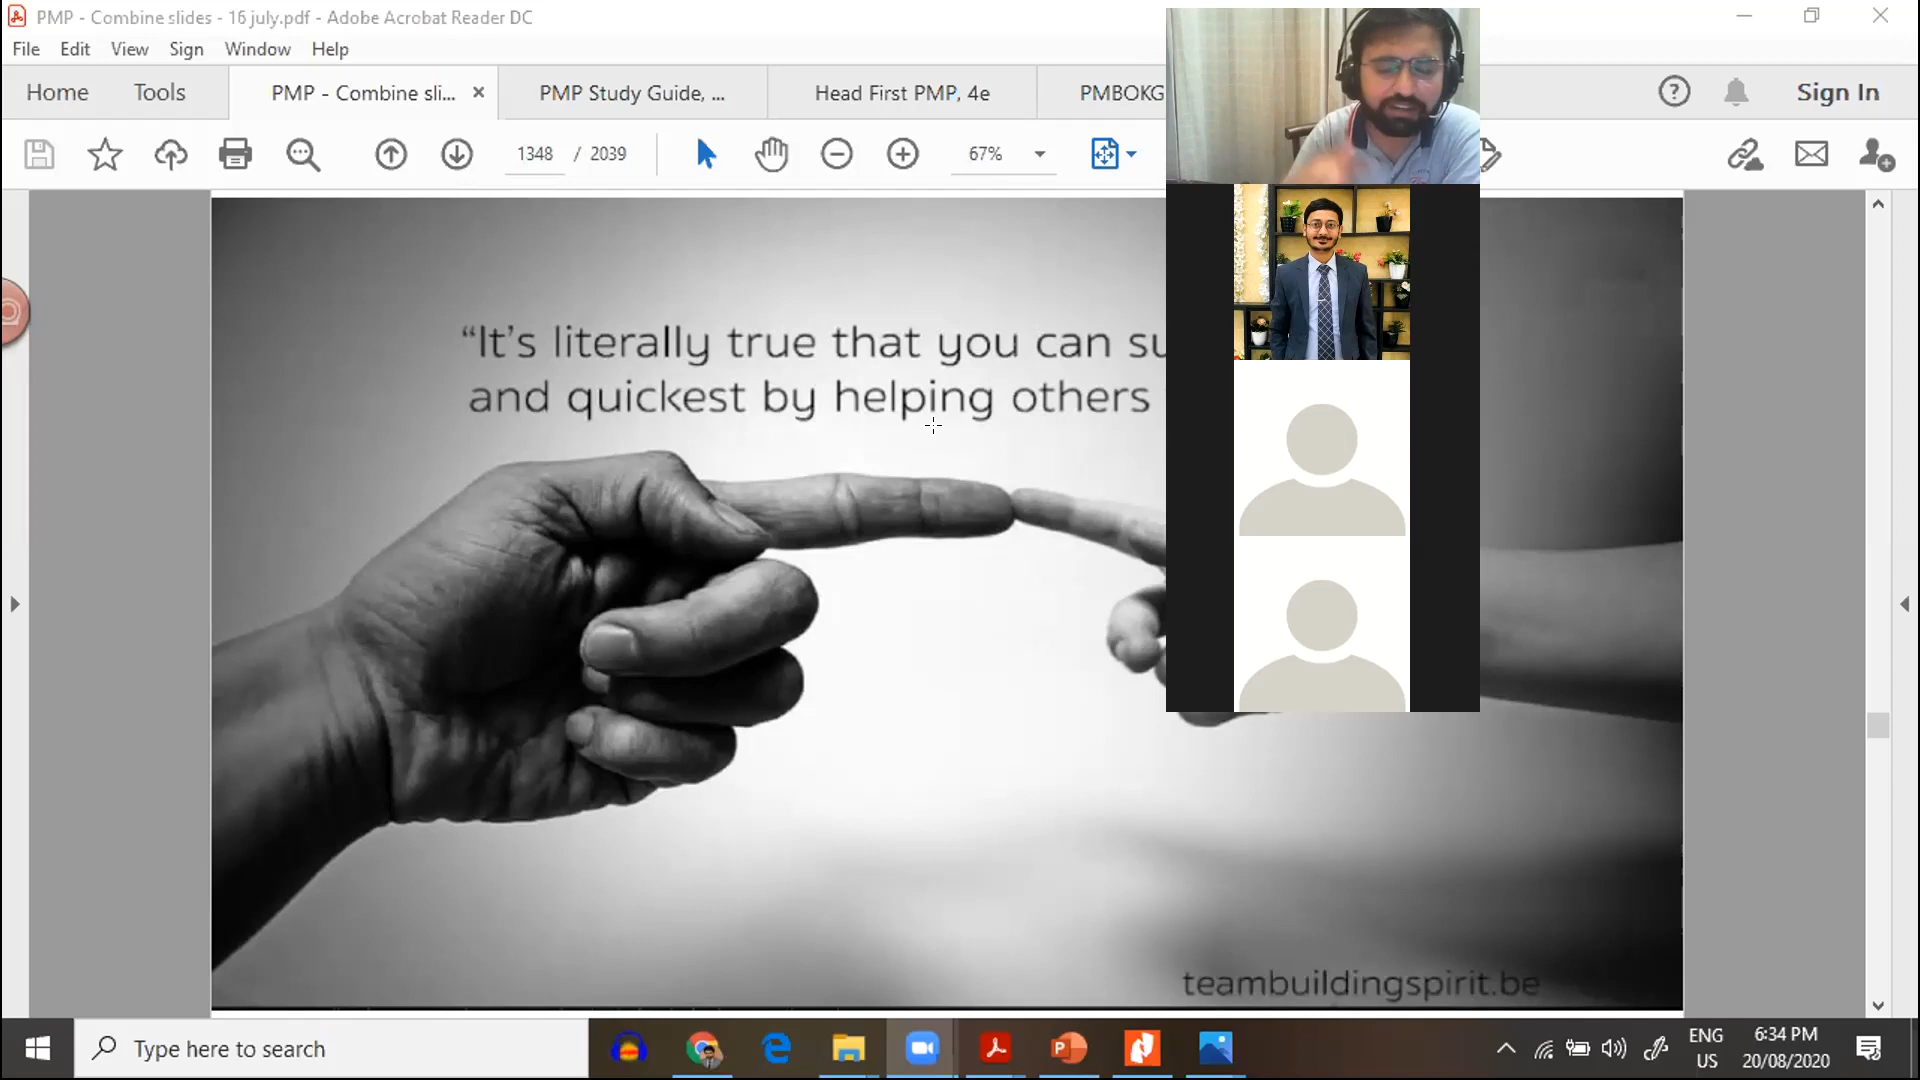 PMP - Combine slides - 16 july.pdf - Adobe Acrobat Reader DC
File Edit View Sign Window Help
Home Tools PMP - Combine sli... PMP Study Guide, ... Head First PMP, 4e PMBOKG Sign In
1348 / 2039 67%
“It’s literally true that you can su
and quickest by helping others
teambuildingspirit.be
Type here to search
ENG
US
6:34 PM
20/08/2020